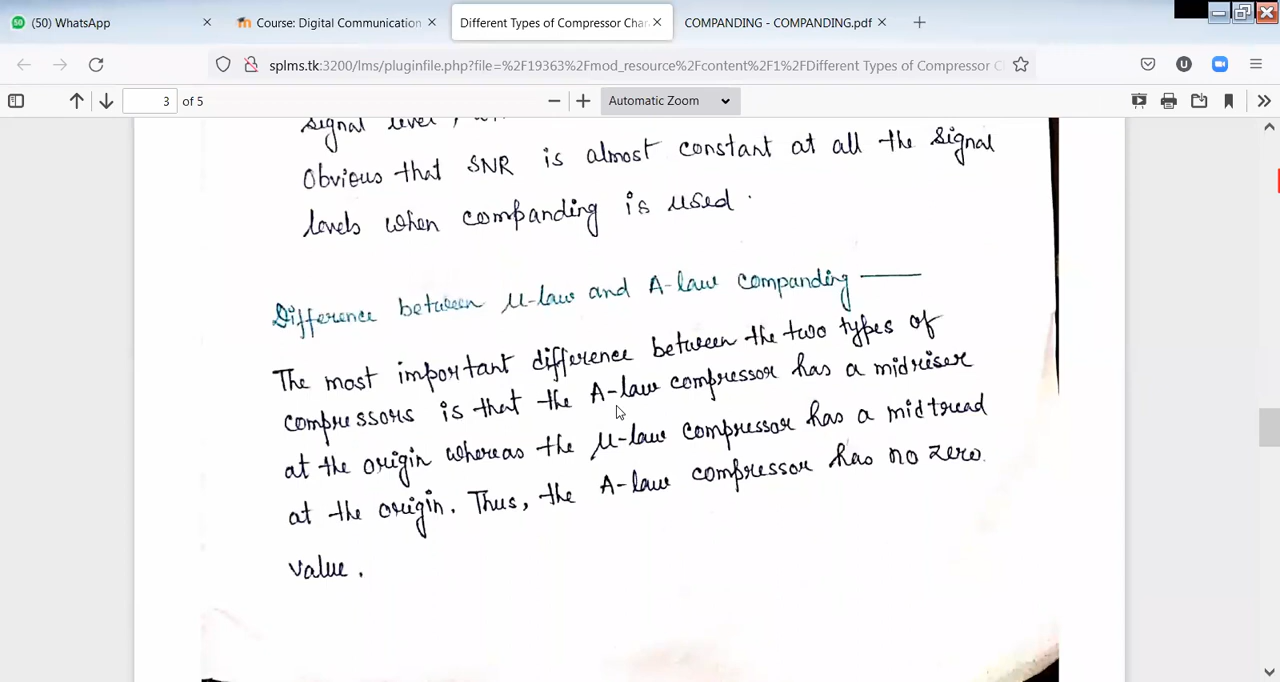 (50) WhatsApp
Course: Digital Communication
Different Types of Compressor Cha
COMPANDING - COMPANDING.pdf
splms.tk:3200/lms/pluginfile.php?file=%2F19363%2Fmod_resource%2Fcontent%2F1%2FDifferent Types of Compressor C
3 of 5
Automatic Zoom
signal level,
Obvious that SNR is almost constant at all the signal
levels when companding is used.
Difference between μ-law and A-law companding —
The most important difference between the two types of
compressors is that the A-law compressor has a midriser
at the origin whereas the μ-law compressor has a midtread
at the origin. Thus, the A-law compressor has no zero
value.